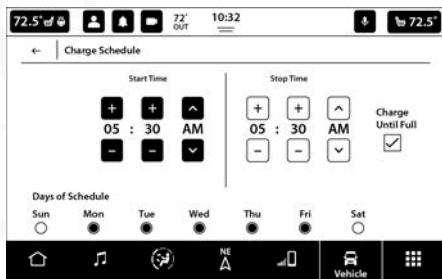 72.5° 72° OUT 10:32 72.5°
Charge Schedule
Start Time Stop Time
+ + + +
05 : 30 AM 05 : 30 AM
− − − −
Charge
Until Full
Days of Schedule
Sun Mon Tue Wed Thu Fri Sat
NE
Vehicle